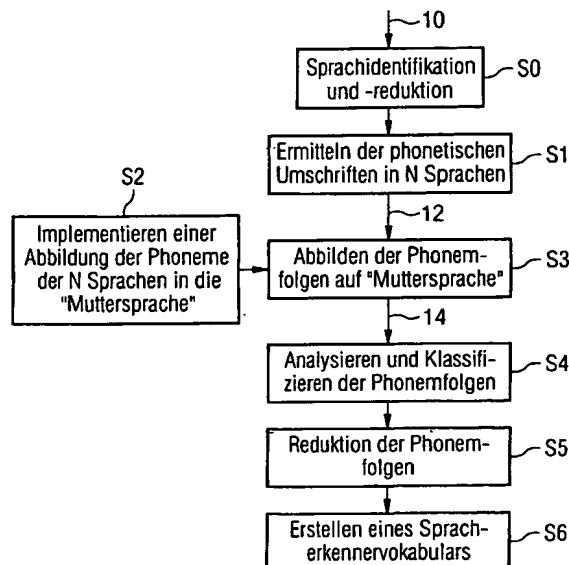 10
Sprachidentifikation
und -reduktion
S0
Ermitteln der phonetischen
Umschriften in N Sprachen
S1
S2
12
Implementieren einer
Abbildung der Phoneme
der N Sprachen in die
"Muttersprache"
Abbilden der Phonem-
folgen auf "Muttersprache"
S3
14
Analysieren und Klassifi-
zieren der Phonemfolgen
S4
Reduktion der Phonem-
folgen
S5
Erstellen eines Sprach-
erkennervokabulars
S6